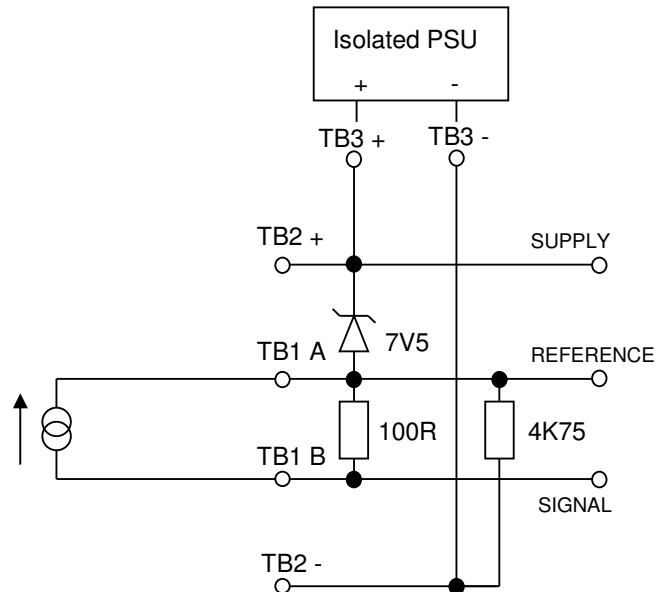 Isolated PSU
+ -
TB3 + TB3 -
TB2 + SUPPLY
7V5
TB1 A REFERENCE
100R 4K75
TB1 B
SIGNAL
TB2 -